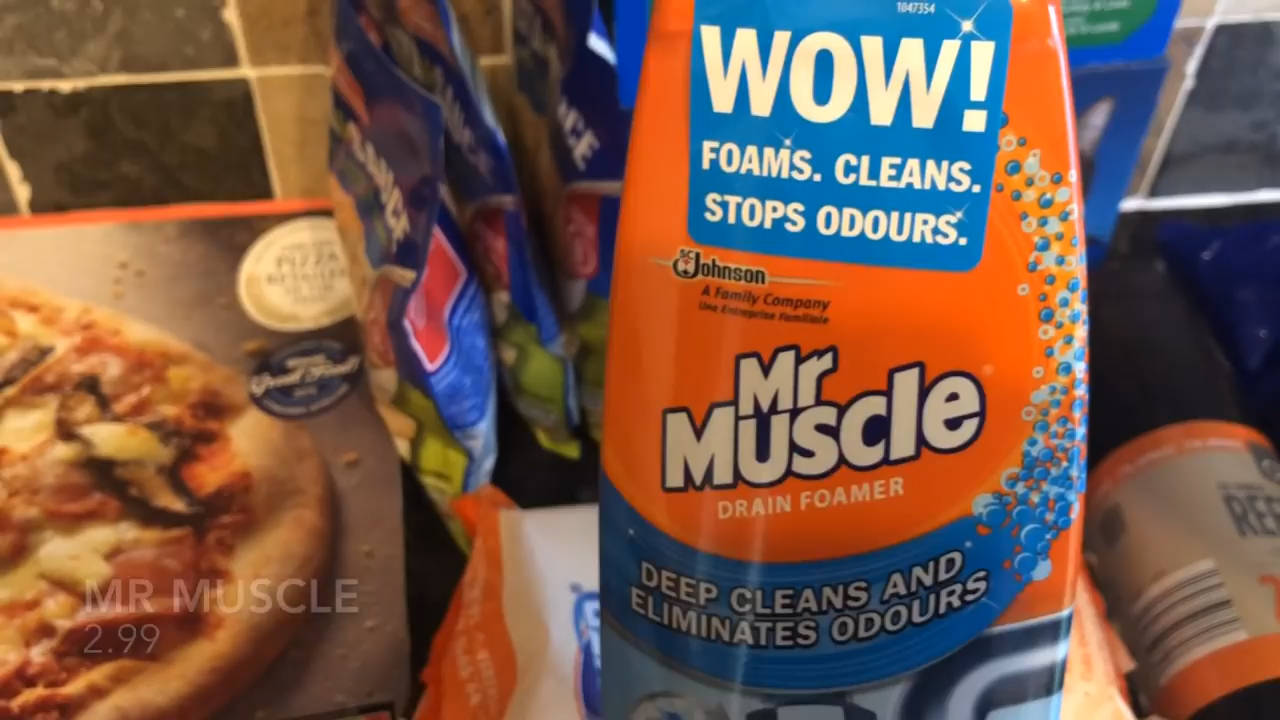 1047354
WOW!
FOAMS. CLEANS.
STOPS ODOURS.
SC Johnson
A Family Company
Une Entreprise Familiale
Mr
Muscle
DRAIN FOAMER
DEEP CLEANS AND
ELIMINATES ODOURS
PIZZA
MR MUSCLE
2.99